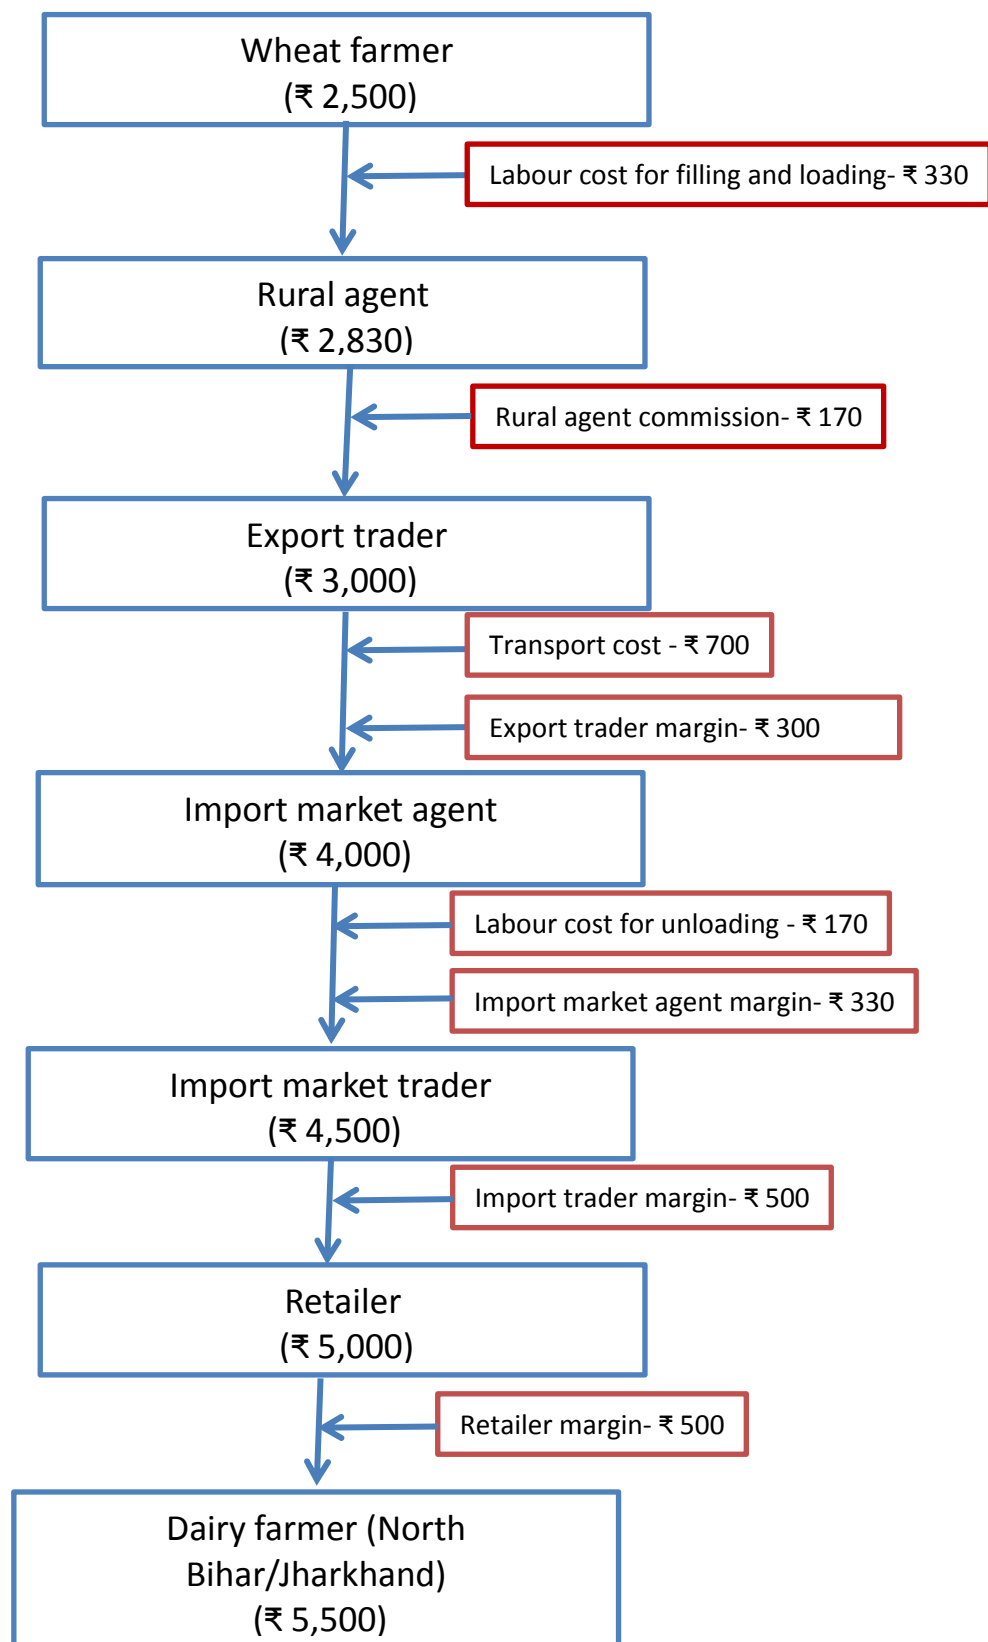 Wheat farmer
(₹ 2,500)
Labour cost for filling and loading- ₹ 330
Rural agent
(₹ 2,830)
Rural agent commission- ₹ 170
Export trader
(₹ 3,000)
Transport cost - ₹ 700
Export trader margin- ₹ 300
Import market agent
(₹ 4,000)
Labour cost for unloading - ₹ 170
Import market agent margin- ₹ 330
Import market trader
(₹ 4,500)
Import trader margin- ₹ 500
Retailer
(₹ 5,000)
Retailer margin- ₹ 500
Dairy farmer (North
Bihar/Jharkhand)
(₹ 5,500)